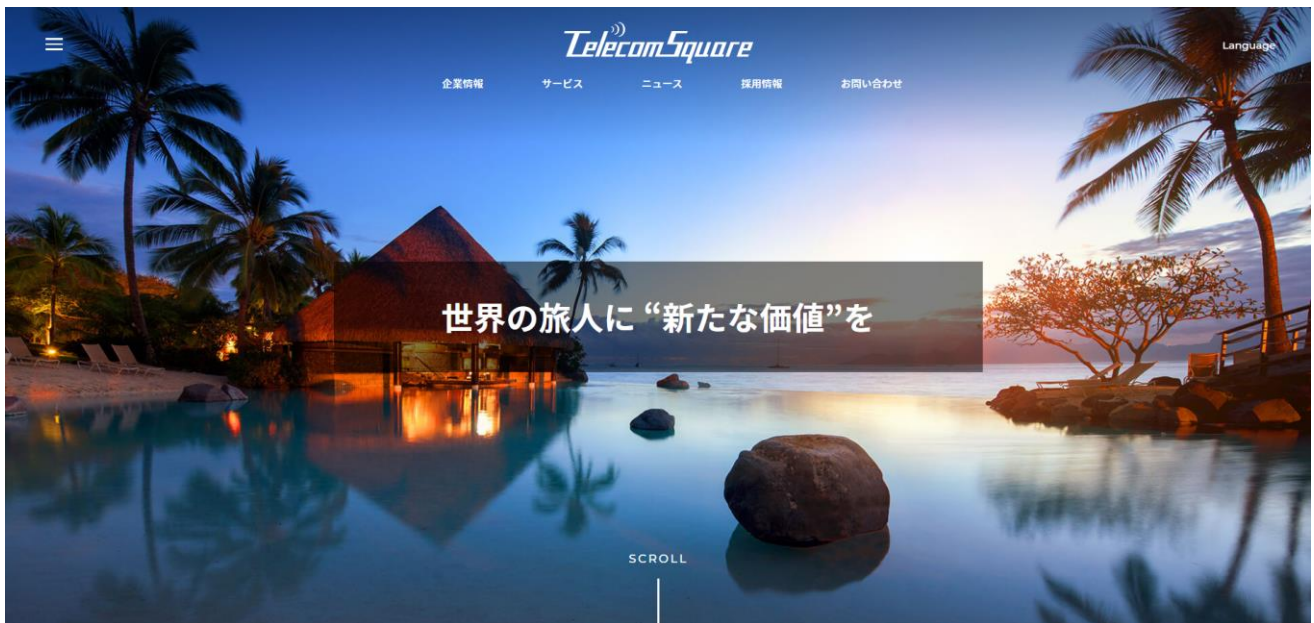 TelecomSquare
Language
企業情報 サービス ニュース 採用情報 お問い合わせ
世界の旅人に“新たな価値”を
SCROLL